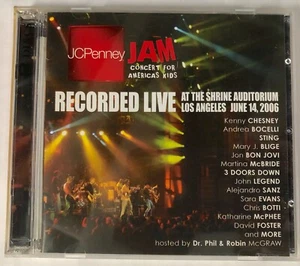 JCPenney JAM
CONCERT FOR
AMERICAS KIDS
RECORDED LIVE
AT THE SHRINE AUDITORIUM
LOS ANGELES JUNE 14, 2006
Kenny CHESNEY
Andrea BOCELLI
STING
Mary J. BLIGE
Jon BON JOVI
Martina McBRIDE
3 DOORS DOWN
John LEGEND
Alejandro SANZ
Sara EVANS
Chris BOTTI
Katharine McPHEE
David FOSTER
and MORE
hosted by Dr. Phil & Robin McGRAW